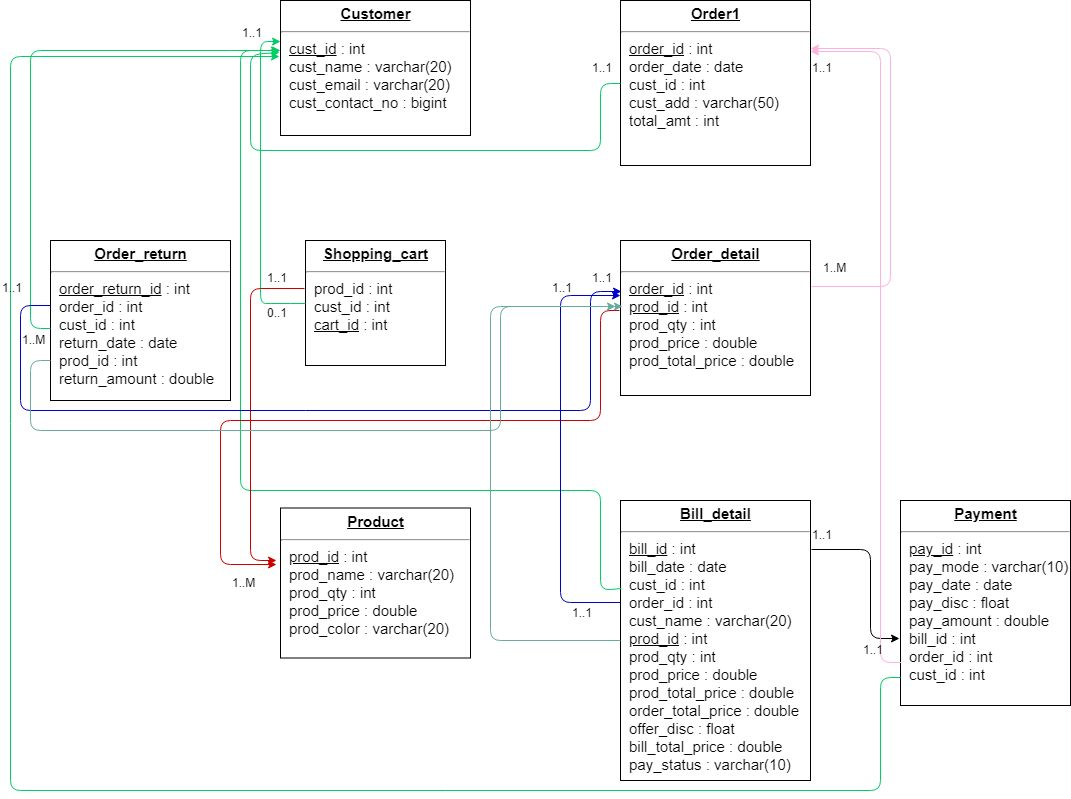 Customer
cust_id : int
cust_name : varchar(20)
cust_email : varchar(20)
cust_contact_no : bigint
1..1
Order1
order_id : int
order_date : date
cust_id : int
cust_add : varchar(50)
total_amt : int
1..1
1..1
Order_return
order_return_id : int
order_id : int
cust_id : int
return_date : date
prod_id : int
return_amount : double
1..1
1..M
Shopping_cart
prod_id : int
cust_id : int
cart_id : int
1..1
0..1
Order_detail
order_id : int
prod_id : int
prod_qty : int
prod_price : double
prod_total_price : double
1..1
1..1
1..M
Product
prod_id : int
prod_name : varchar(20)
prod_qty : int
prod_price : double
prod_color : varchar(20)
1..M
Bill_detail
bill_id : int
bill_date : date
cust_id : int
order_id : int
cust_name : varchar(20)
prod_id : int
prod_qty : int
prod_price : double
prod_total_price : double
order_total_price : double
offer_disc : float
bill_total_price : double
pay_status : varchar(10)
1..1
1..1
Payment
pay_id : int
pay_mode : varchar(10)
pay_date : date
pay_disc : float
pay_amount : double
bill_id : int
order_id : int
cust_id : int
1..1